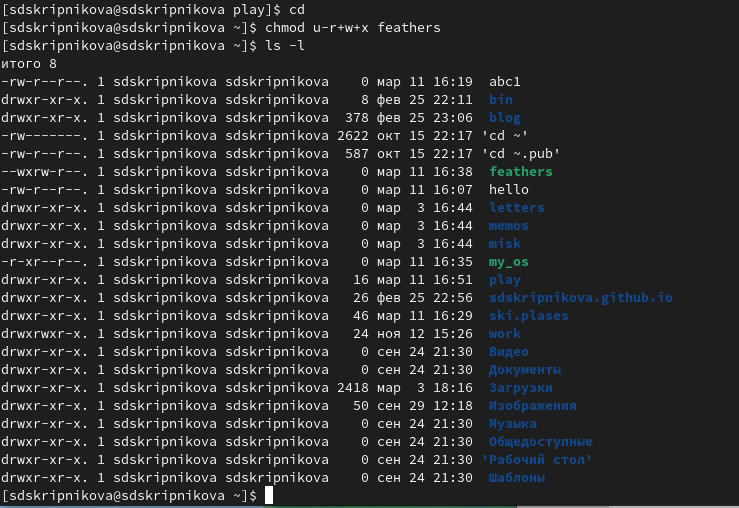 [sdskripnikova@sdskripnikova play]$ cd
[sdskripnikova@sdskripnikova ~]$ chmod u-r+w+x feathers
[sdskripnikova@sdskripnikova ~]$ ls -l
итого 8
-rw-r--r--. 1 sdskripnikova sdskripnikova    0 мар 11 16:19  abc1
drwxr-xr-x. 1 sdskripnikova sdskripnikova    8 фев 25 22:11  bin
drwxr-xr-x. 1 sdskripnikova sdskripnikova  378 фев 25 23:06  blog
-rw-------. 1 sdskripnikova sdskripnikova 2622 окт 15 22:17 'cd ~'
-rw-r--r--. 1 sdskripnikova sdskripnikova  587 окт 15 22:17 'cd ~.pub'
--wxrw-r--. 1 sdskripnikova sdskripnikova    0 мар 11 16:38  feathers
-rw-r--r--. 1 sdskripnikova sdskripnikova    0 мар 11 16:07  hello
drwxr-xr-x. 1 sdskripnikova sdskripnikova    0 мар  3 16:44  letters
drwxr-xr-x. 1 sdskripnikova sdskripnikova    0 мар  3 16:44  memos
drwxr-xr-x. 1 sdskripnikova sdskripnikova    0 мар  3 16:44  misk
-r-xr--r--. 1 sdskripnikova sdskripnikova    0 мар 11 16:35  my_os
drwxr-xr-x. 1 sdskripnikova sdskripnikova   16 мар 11 16:51  play
drwxr-xr-x. 1 sdskripnikova sdskripnikova   26 фев 25 22:56  sdskripnikova.github.io
drwxr-xr-x. 1 sdskripnikova sdskripnikova   46 мар 11 16:29  ski.plases
drwxrwxr-x. 1 sdskripnikova sdskripnikova   24 ноя 12 15:26  work
drwxr-xr-x. 1 sdskripnikova sdskripnikova    0 сен 24 21:30  Видео
drwxr-xr-x. 1 sdskripnikova sdskripnikova    0 сен 24 21:30  Документы
drwxr-xr-x. 1 sdskripnikova sdskripnikova 2418 мар  3 18:16  Загрузки
drwxr-xr-x. 1 sdskripnikova sdskripnikova   50 сен 29 12:18  Изображения
drwxr-xr-x. 1 sdskripnikova sdskripnikova    0 сен 24 21:30  Музыка
drwxr-xr-x. 1 sdskripnikova sdskripnikova    0 сен 24 21:30  Общедоступные
drwxr-xr-x. 1 sdskripnikova sdskripnikova    0 сен 24 21:30 'Рабочий стол'
drwxr-xr-x. 1 sdskripnikova sdskripnikova    0 сен 24 21:30  Шаблоны
[sdskripnikova@sdskripnikova ~]$